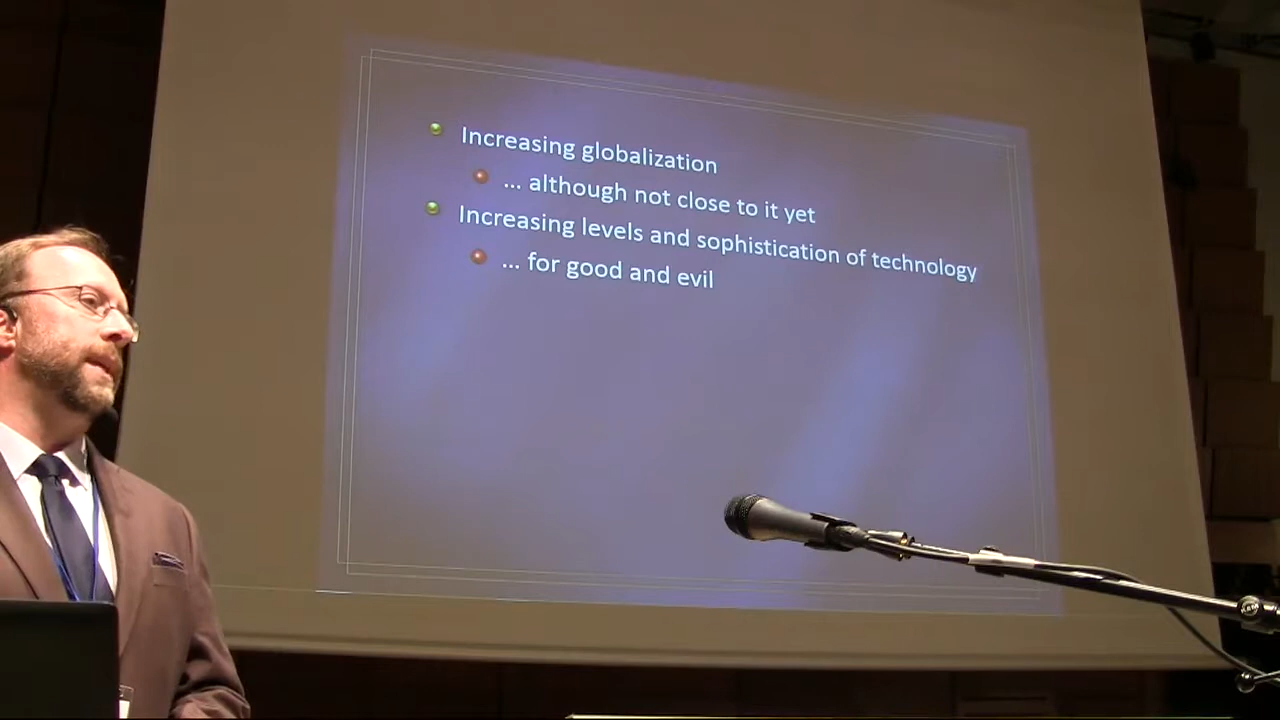 Increasing globalization
... although not close to it yet
Increasing levels and sophistication of technology
... for good and evil